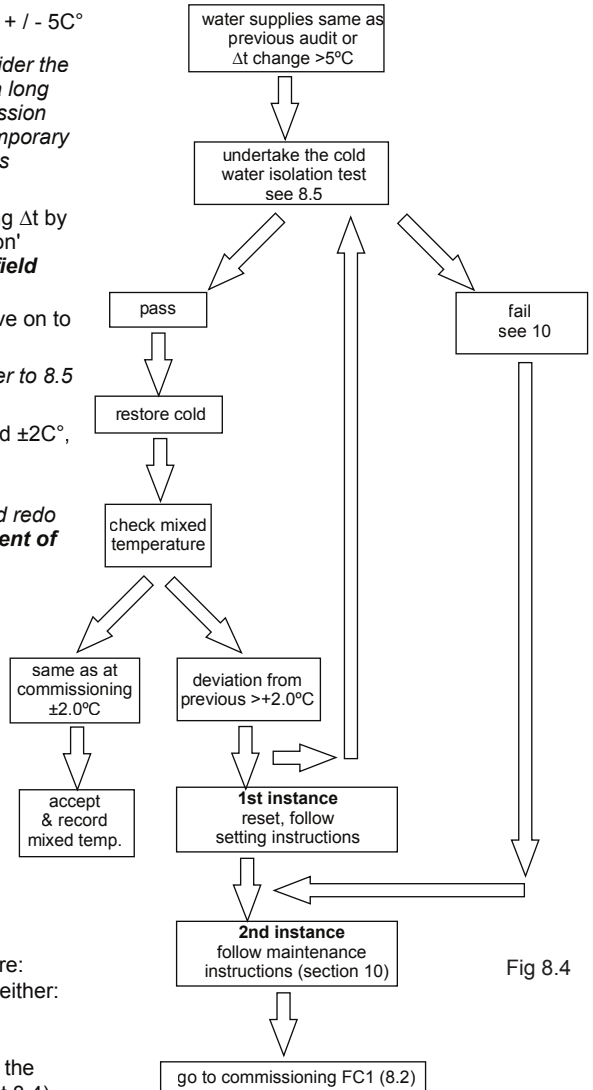 + / - 5C°
ider the
long
ssion
mporary
s
ng Δt by
on'
field
ve on to
er to 8.5
d ±2C°,
d redo
ent of
re:
either:
the
t 8.4)
water supplies same as
previous audit or
Δt change >5ºC
undertake the cold
water isolation test
see 8.5
pass
fail
see 10
restore cold
check mixed
temperature
same as at
commissioning
±2.0ºC
deviation from
previous >+2.0ºC
accept
& record
mixed temp.
1st instance
reset, follow
setting instructions
2nd instance
follow maintenance
instructions (section 10)
Fig 8.4
go to commissioning FC1 (8.2)